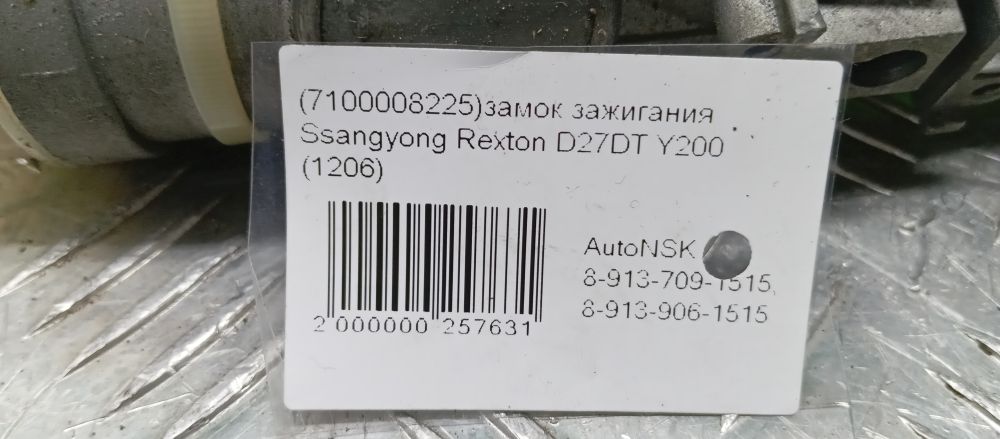 (7100008225)замок зажигания
Ssangyong Rexton D27DT Y200
(1206)
AutoNSK
8-913-709-1515,
8-913-906-1515
2 000000 257631